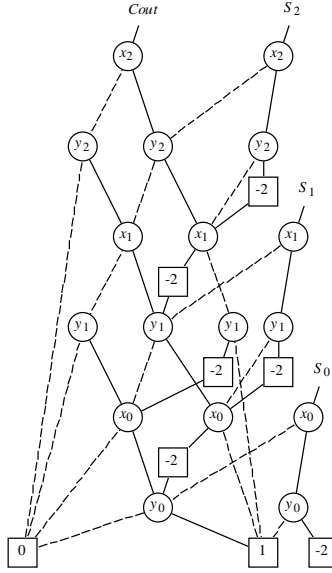 Cout S2
x2 x2
y2 y2 y2
-2
S1
x1 x1 x1
-2
y1 y1 y1 y1
-2 -2
S0
x0 x0 x0
-2
y0 y0
0 1 -2